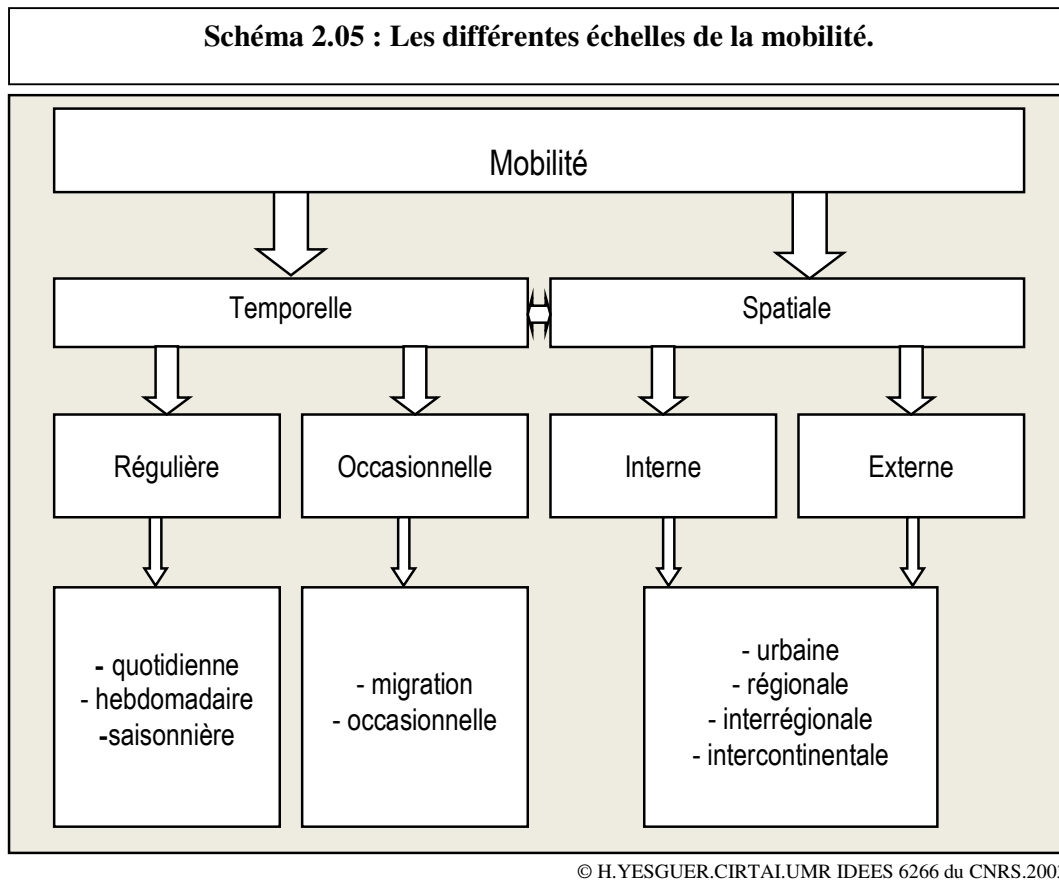 Schéma 2.05 : Les différentes échelles de la mobilité.
Mobilité
Temporelle
Spatiale
Régulière
Occasionnelle
Interne
Externe
- quotidienne
- hebdomadaire
-saisonnière
- migration
- occasionnelle
- urbaine
- régionale
- interrégionale
- intercontinentale
© H.YESGUER.CIRTAI.UMR IDEES 6266 du CNRS.